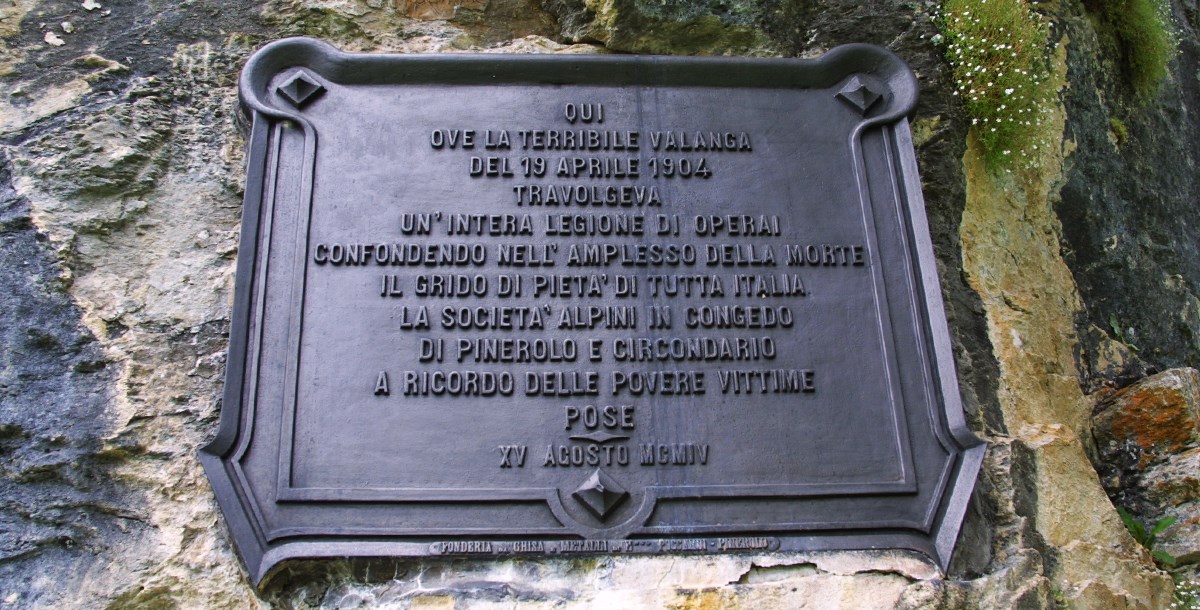 QUI
OVE LA TERRIBILE VALANGA
DEL 19 APRILE 1904
TRAVOLGEVA
UN' INTERA LEGIONE DI OPERAI
CONFONDENDO NELL' AMPLESSO DELLA MORTE
IL GRIDO DI PIETA' DI TUTTA ITALIA.
LA SOCIETA' ALPINI IN CONGEDO
DI PINEROLO E CIRCONDARIO
A RICORDO DELLE POVERE VITTIME
POSE
XV AGOSTO MCMIV
FONDERIA GHISA METALLI